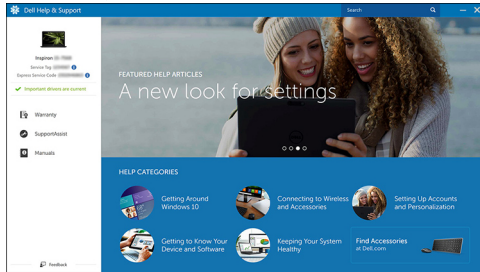 Dell Help & Support
Search
Inspiron
Service Tag
Express Service Code
Important drivers are current
Warranty
SupportAssist
Manuals
Feedback
FEATURED HELP ARTICLES
A new look for settings
HELP CATEGORIES
Getting Around
Windows 10
Connecting to Wireless
and Accessories
Setting Up Accounts
and Personalization
Getting to Know Your
Device and Software
Keeping Your System
Healthy
Find Accessories
at Dell.com